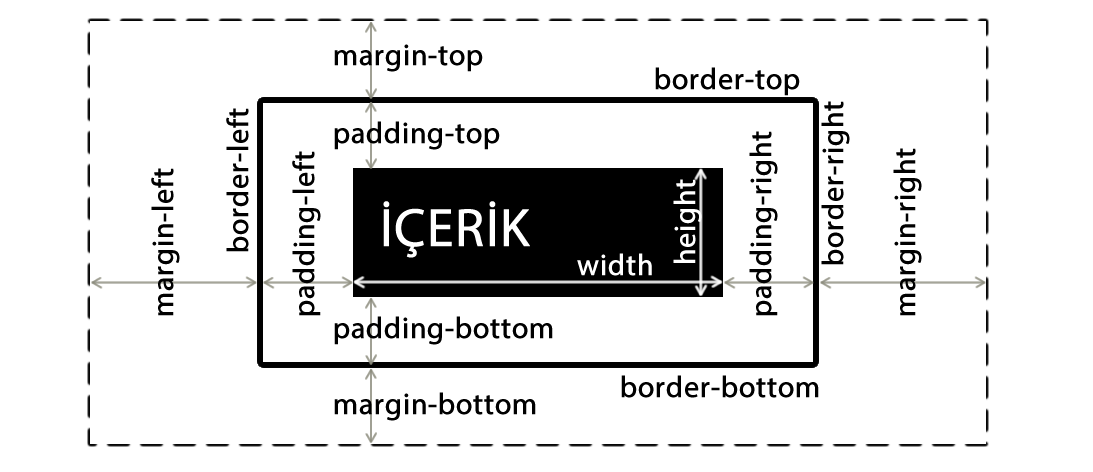 margin-top
border-top
padding-top
margin-left
border-left
padding-left
İÇERİK
width
height
padding-right
border-right
margin-right
padding-bottom
border-bottom
margin-bottom